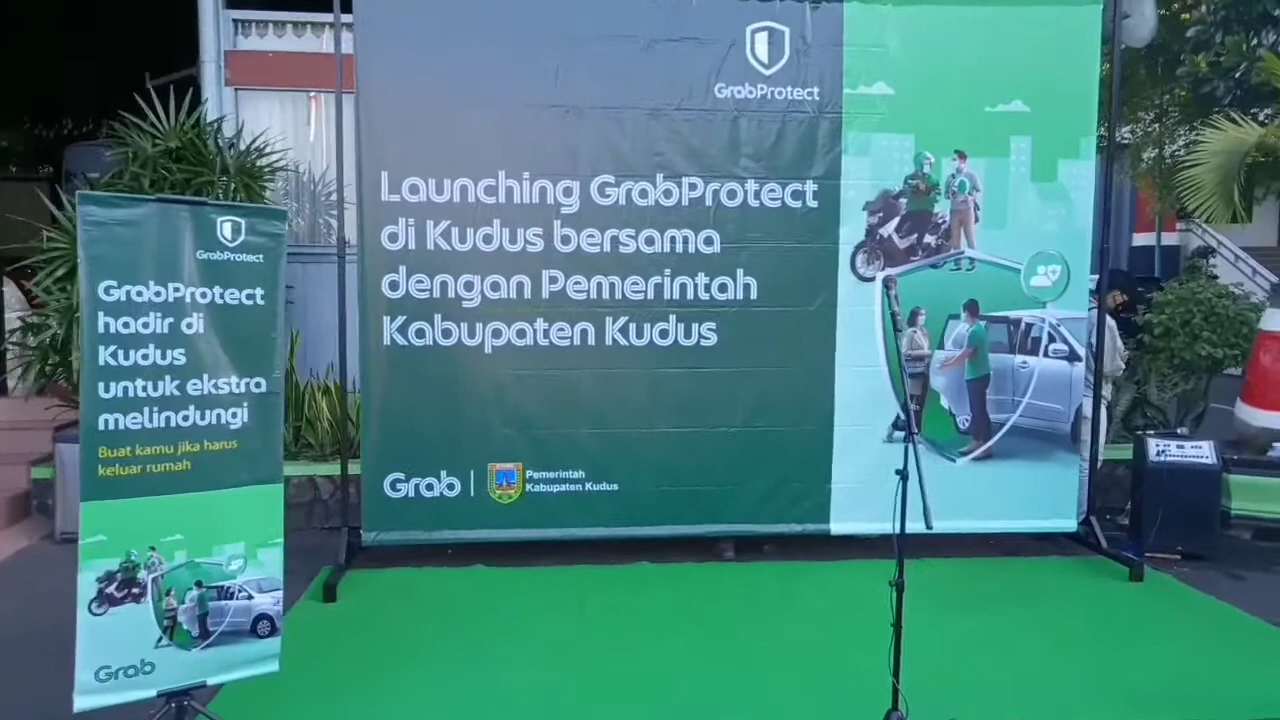 GrabProtect
Launching GrabProtect
di Kudus bersama
dengan Pemerintah
Kabupaten Kudus
Grab
Pemerintah
Kabupaten Kudus
GrabProtect
GrabProtect
hadir di
Kudus
untuk ekstra
melindungi
Buat kamu jika harus
keluar rumah
Grab